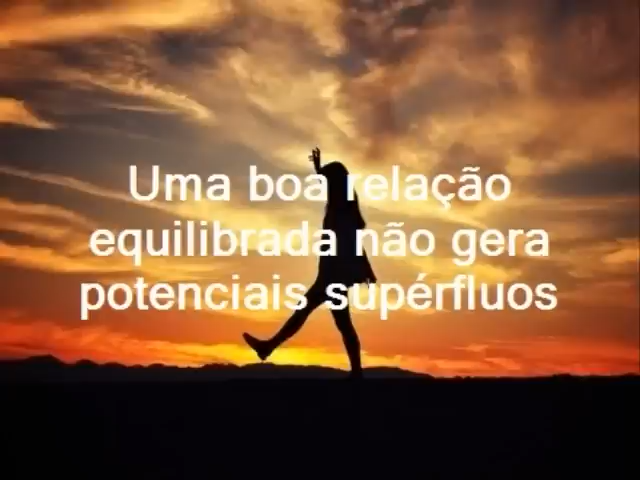 Uma boa relação
equilibrada não gera
potenciais supérfluos